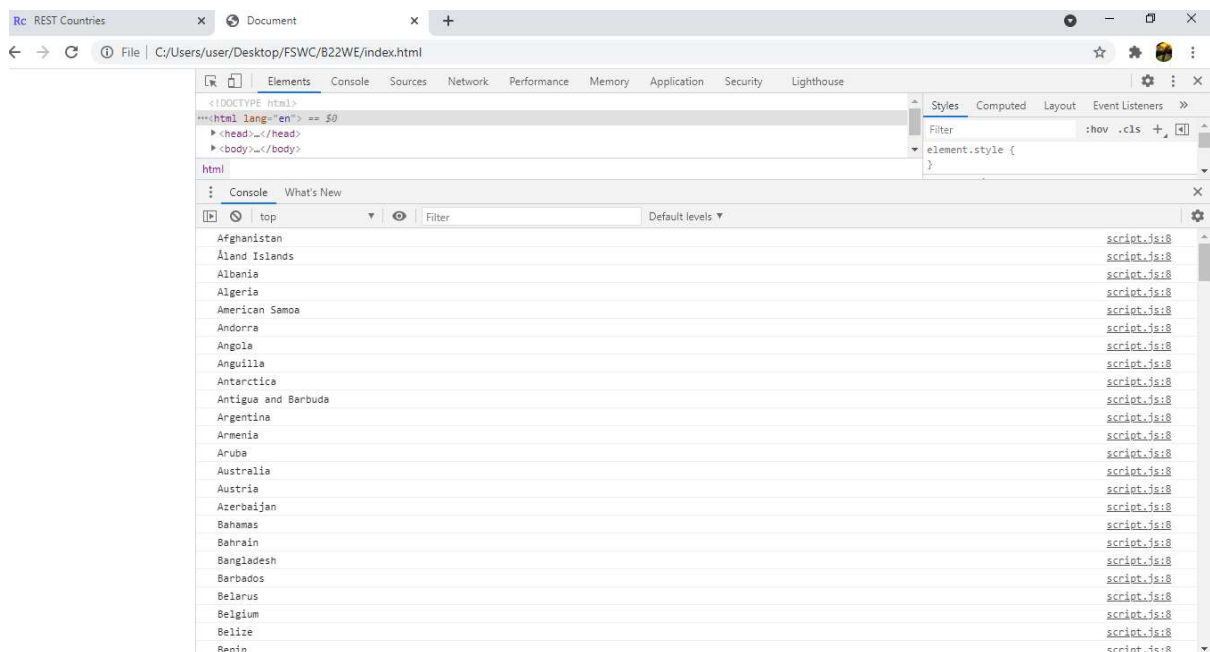 Rc REST Countries × Document × +
File | C:/Users/user/Desktop/FSWC/B22WE/index.html
Elements Console Sources Network Performance Memory Application Security Lighthouse
<!DOCTYPE html>
···<html lang="en"> == $0
▶<head>…</head>
▶<body>…</body>
html
Styles Computed Layout Event Listeners »
Filter :hov .cls +
element.style {
}
Console What's New
top Filter Default levels ▼
Afghanistan script.js:8
Åland Islands script.js:8
Albania script.js:8
Algeria script.js:8
American Samoa script.js:8
Andorra script.js:8
Angola script.js:8
Anguilla script.js:8
Antarctica script.js:8
Antigua and Barbuda script.js:8
Argentina script.js:8
Armenia script.js:8
Aruba script.js:8
Australia script.js:8
Austria script.js:8
Azerbaijan script.js:8
Bahamas script.js:8
Bahrain script.js:8
Bangladesh script.js:8
Barbados script.js:8
Belarus script.js:8
Belgium script.js:8
Belize script.js:8
Benin script.js:8